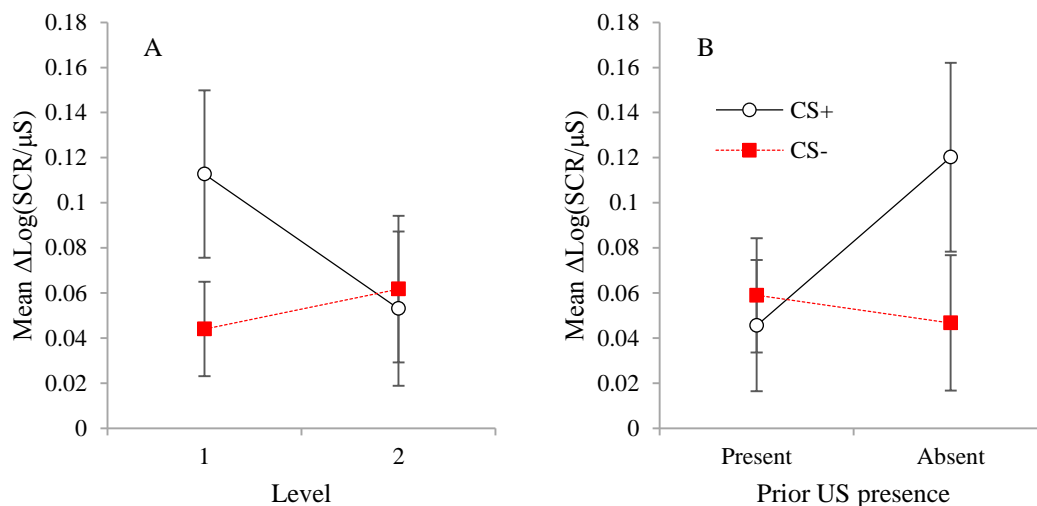 A
Mean ΔLog(SCR/μS)
0.18
0.16
0.14
0.12
0.1
0.08
0.06
0.04
0.02
0
1 2
Level
B
Mean ΔLog(SCR/μS)
0.18
0.16
0.14
0.12
0.1
0.08
0.06
0.04
0.02
0
CS+
CS-
Present Absent
Prior US presence